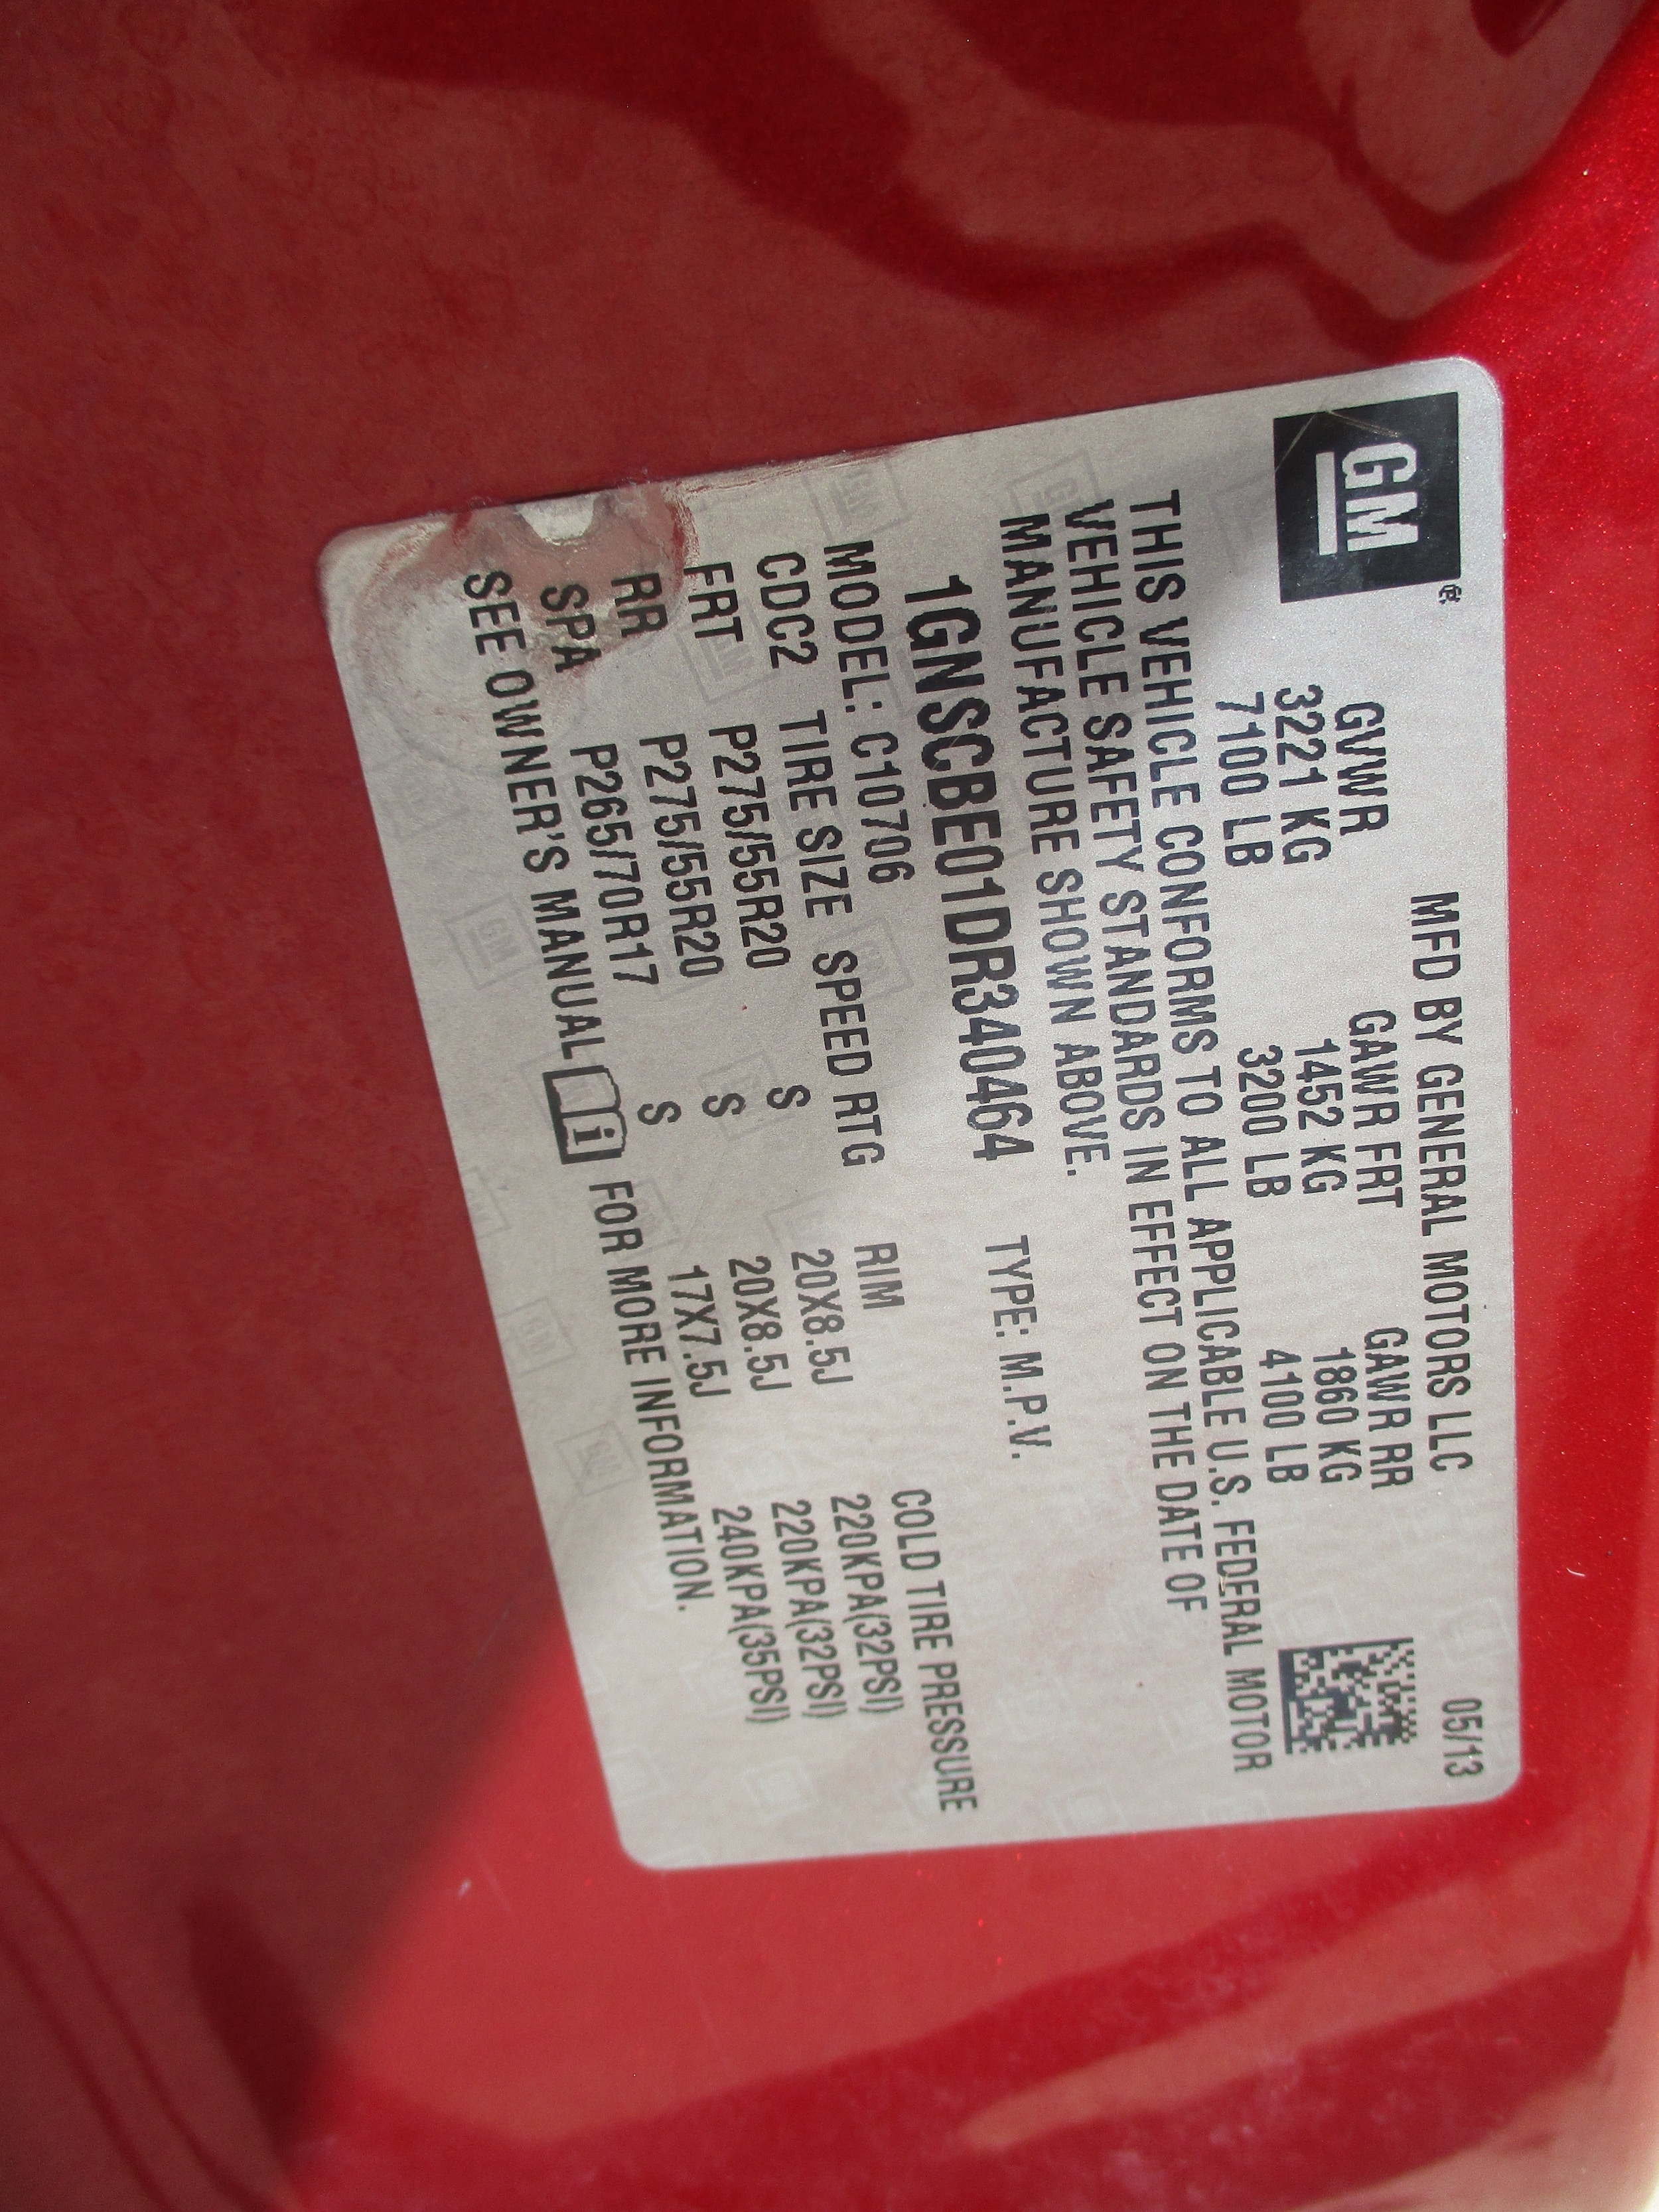 GM®
MFD BY GENERAL MOTORS LLC 05/13
GVWR GAWR FRT GAWR RR
3221 KG 1452 KG 1860 KG
7100 LB 3200 LB 4100 LB
THIS VEHICLE CONFORMS TO ALL APPLICABLE U.S. FEDERAL MOTOR
VEHICLE SAFETY STANDARDS IN EFFECT ON THE DATE OF
MANUFACTURE SHOWN ABOVE.
1GNSCBE01DR340464 TYPE: M.P.V.
MODEL: C10706
CDC2 TIRE SIZE SPEED RTG RIM COLD TIRE PRESSURE
FRT P275/55R20 S 20X8.5J 220KPA(32PSI)
RR P275/55R20 S 20X8.5J 220KPA(32PSI)
SPA P265/70R17 S 17X7.5J 240KPA(35PSI)
SEE OWNER'S MANUAL i FOR MORE INFORMATION.